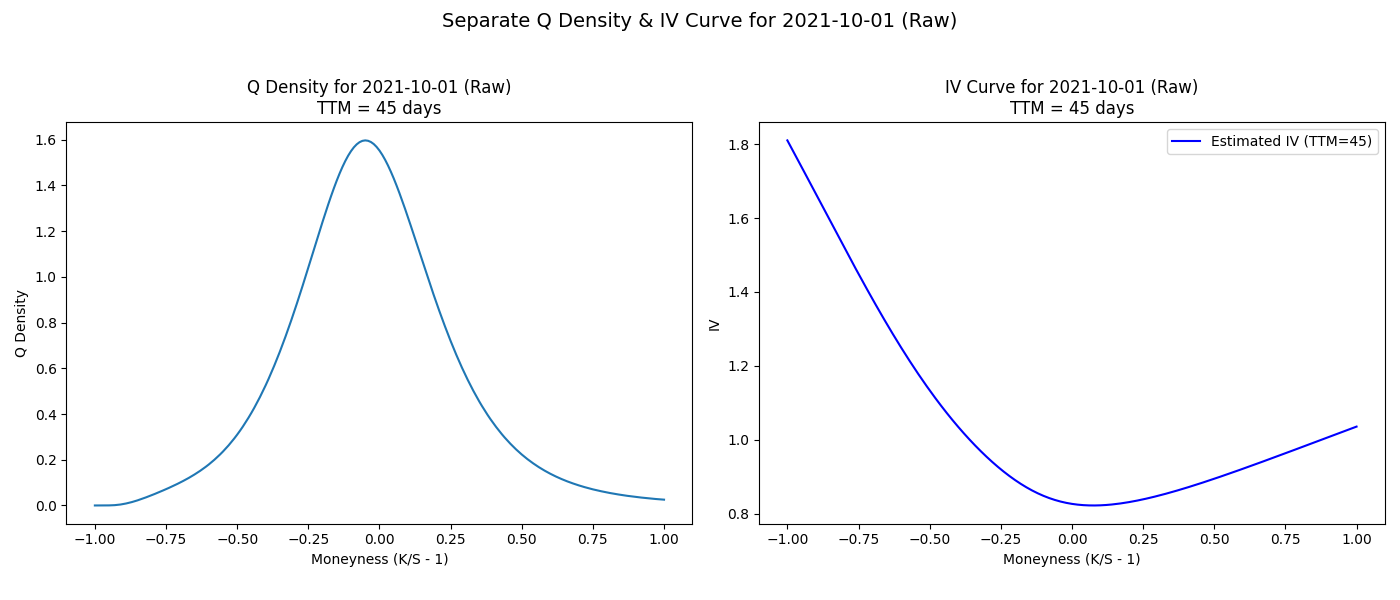 Separate Q Density & IV Curve for 2021-10-01 (Raw)
Q Density for 2021-10-01 (Raw)
TTM = 45 days
1.6
1.4
1.2
1.0
0.8
0.6
0.4
0.2
0.0
Q Density
−1.00 −0.75 −0.50 −0.25 0.00 0.25 0.50 0.75 1.00
Moneyness (K/S - 1)
IV Curve for 2021-10-01 (Raw)
TTM = 45 days
Estimated IV (TTM=45)
1.8
1.6
1.4
1.2
1.0
0.8
IV
−1.00 −0.75 −0.50 −0.25 0.00 0.25 0.50 0.75 1.00
Moneyness (K/S - 1)